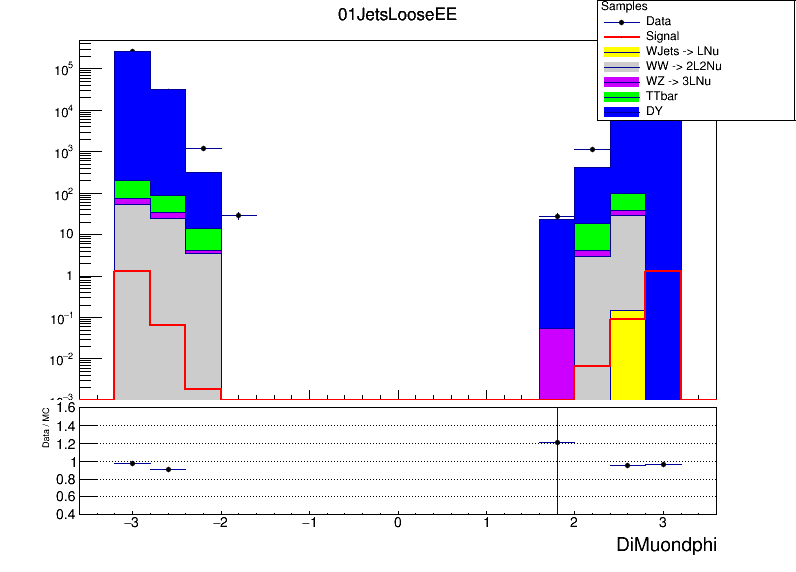 01JetsLooseEE
Samples
Data
Signal
WJets -> LNu
WW -> 2L2Nu
WZ -> 3LNu
TTbar
DY
10^5
10^4
10^3
10^2
10
1
10^−1
10^−2
−3
Data / MC
1.6
1.4
1.2
1
0.8
0.6
0.4
−3 −2 −1 0 1 2 3
DiMuondphi